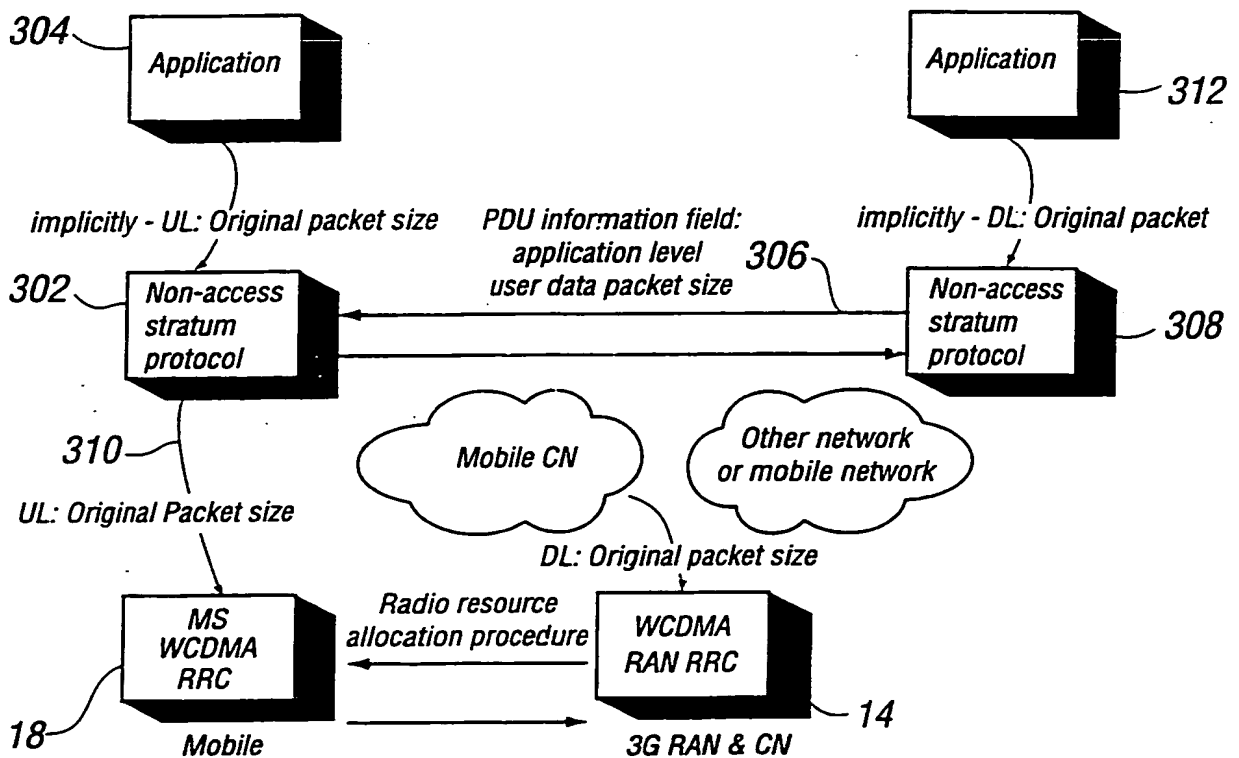 304
Application
Application
312
implicitly - UL: Original packet size
PDU information field:
application level
user data packet size
implicitly - DL: Original packet
306
302
Non-access
stratum
protocol
Non-access
stratum
protocol
308
310
Mobile CN
Other network
or mobile network
UL: Original Packet size
DL: Original packet size
MS
WCDMA
RRC
Radio resource
allocation procedure
WCDMA
RAN RRC
18
Mobile
14
3G RAN & CN